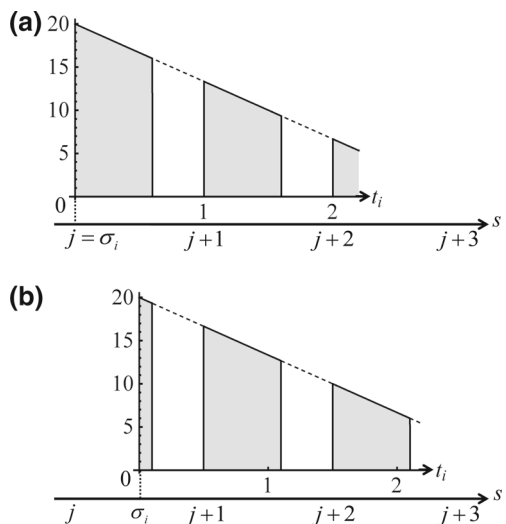 (a)
20
15
10
5
0
1 2 t_i
s
j = σ_i j+1 j+2 j+3
(b)
20
15
10
5
0
1 2 t_i
s
j σ_i j+1 j+2 j+3